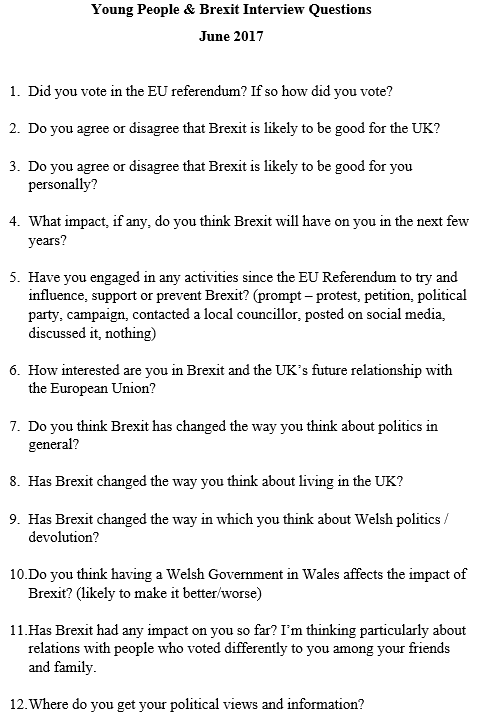 Young People & Brexit Interview Questions
June 2017
1. Did you vote in the EU referendum? If so how did you vote?
2. Do you agree or disagree that Brexit is likely to be good for the UK?
3. Do you agree or disagree that Brexit is likely to be good for you
personally?
4. What impact, if any, do you think Brexit will have on you in the next few
years?
5. Have you engaged in any activities since the EU Referendum to try and
influence, support or prevent Brexit? (prompt – protest, petition, political
party, campaign, contacted a local councillor, posted on social media,
discussed it, nothing)
6. How interested are you in Brexit and the UK's future relationship with
the European Union?
7. Do you think Brexit has changed the way you think about politics in
general?
8. Has Brexit changed the way you think about living in the UK?
9. Has Brexit changed the way in which you think about Welsh politics /
devolution?
10.Do you think having a Welsh Government in Wales affects the impact of
Brexit? (likely to make it better/worse)
11.Has Brexit had any impact on you so far? I'm thinking particularly about
relations with people who voted differently to you among your friends
and family.
12.Where do you get your political views and information?